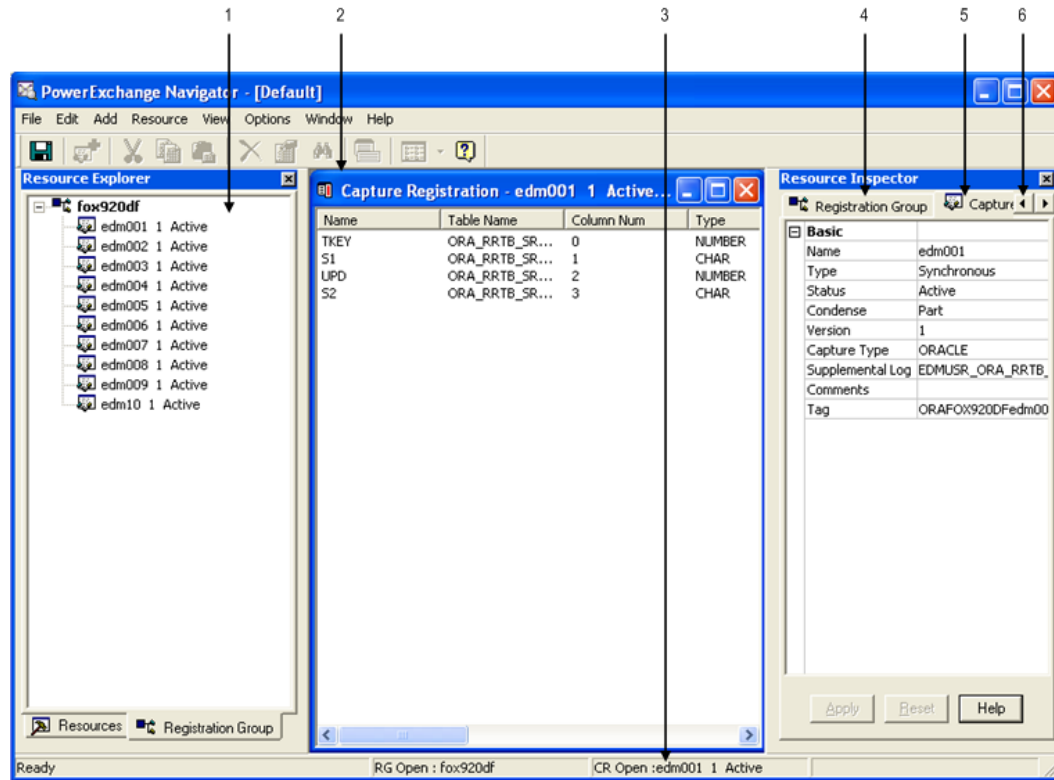 1 2 3 4 5 6
PowerExchange Navigator - [Default]
File Edit Add Resource View Options Window Help
Resource Explorer
fox920df
edm001 1 Active
edm002 1 Active
edm003 1 Active
edm004 1 Active
edm005 1 Active
edm006 1 Active
edm007 1 Active
edm008 1 Active
edm009 1 Active
edm10 1 Active
Resources Registration Group
Capture Registration - edm001 1 Active...
Name Table Name Column Num Type
TKEY ORA_RRTB_SR... 0 NUMBER
S1 ORA_RRTB_SR... 1 CHAR
UPD ORA_RRTB_SR... 2 NUMBER
S2 ORA_RRTB_SR... 3 CHAR
Resource Inspector
Registration Group Capture
Basic
Name edm001
Type Synchronous
Status Active
Condense Part
Version 1
Capture Type ORACLE
Supplemental Log EDMUSR_ORA_RRTB_
Comments
Tag ORAFOX920DFedm00
Apply Reset Help
Ready RG Open : fox920df CR Open :edm001 1 Active